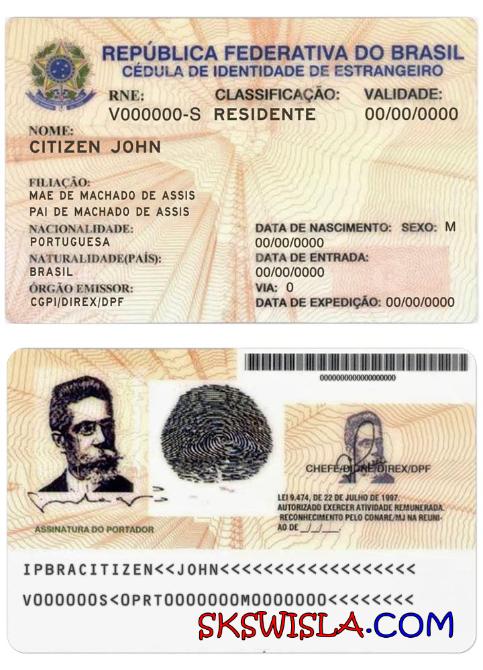 REPÚBLICA FEDERATIVA DO BRASIL
CÉDULA DE IDENTIDADE DE ESTRANGEIRO
RNE: CLASSIFICAÇÃO: VALIDADE:
V000000-S RESIDENTE 00/00/0000
NOME:
CITIZEN JOHN
FILIAÇÃO:
MAE DE MACHADO DE ASSIS
PAI DE MACHADO DE ASSIS
NACIONALIDADE: DATA DE NASCIMENTO: SEXO: M
PORTUGUESA 00/00/0000
NATURALIDADE(PAÍS): DATA DE ENTRADA:
BRASIL 00/00/0000
ÓRGÃO EMISSOR: VIA: 0
CGPI/DIREX/DPF DATA DE EXPEDIÇÃO: 00/00/0000
0000000000000000000
CHEFE/DICRE/DIREX/DPF
LEI 9.474, DE 22 DE JULHO DE 1997.
AUTORIZADO EXERCER ATIVIDADE REMUNERADA.
RECONHECIMENTO PELO CONARE/MJ NA REUNI-
AO DE __/__/__.
ASSINATURA DO PORTADOR
IPBRACITIZEN<<JOHN<<<<<<<<<<<<<<<<<<
V000000S<0PRT0000000M0000000<<<<<<<<
SKSWISLA.COM